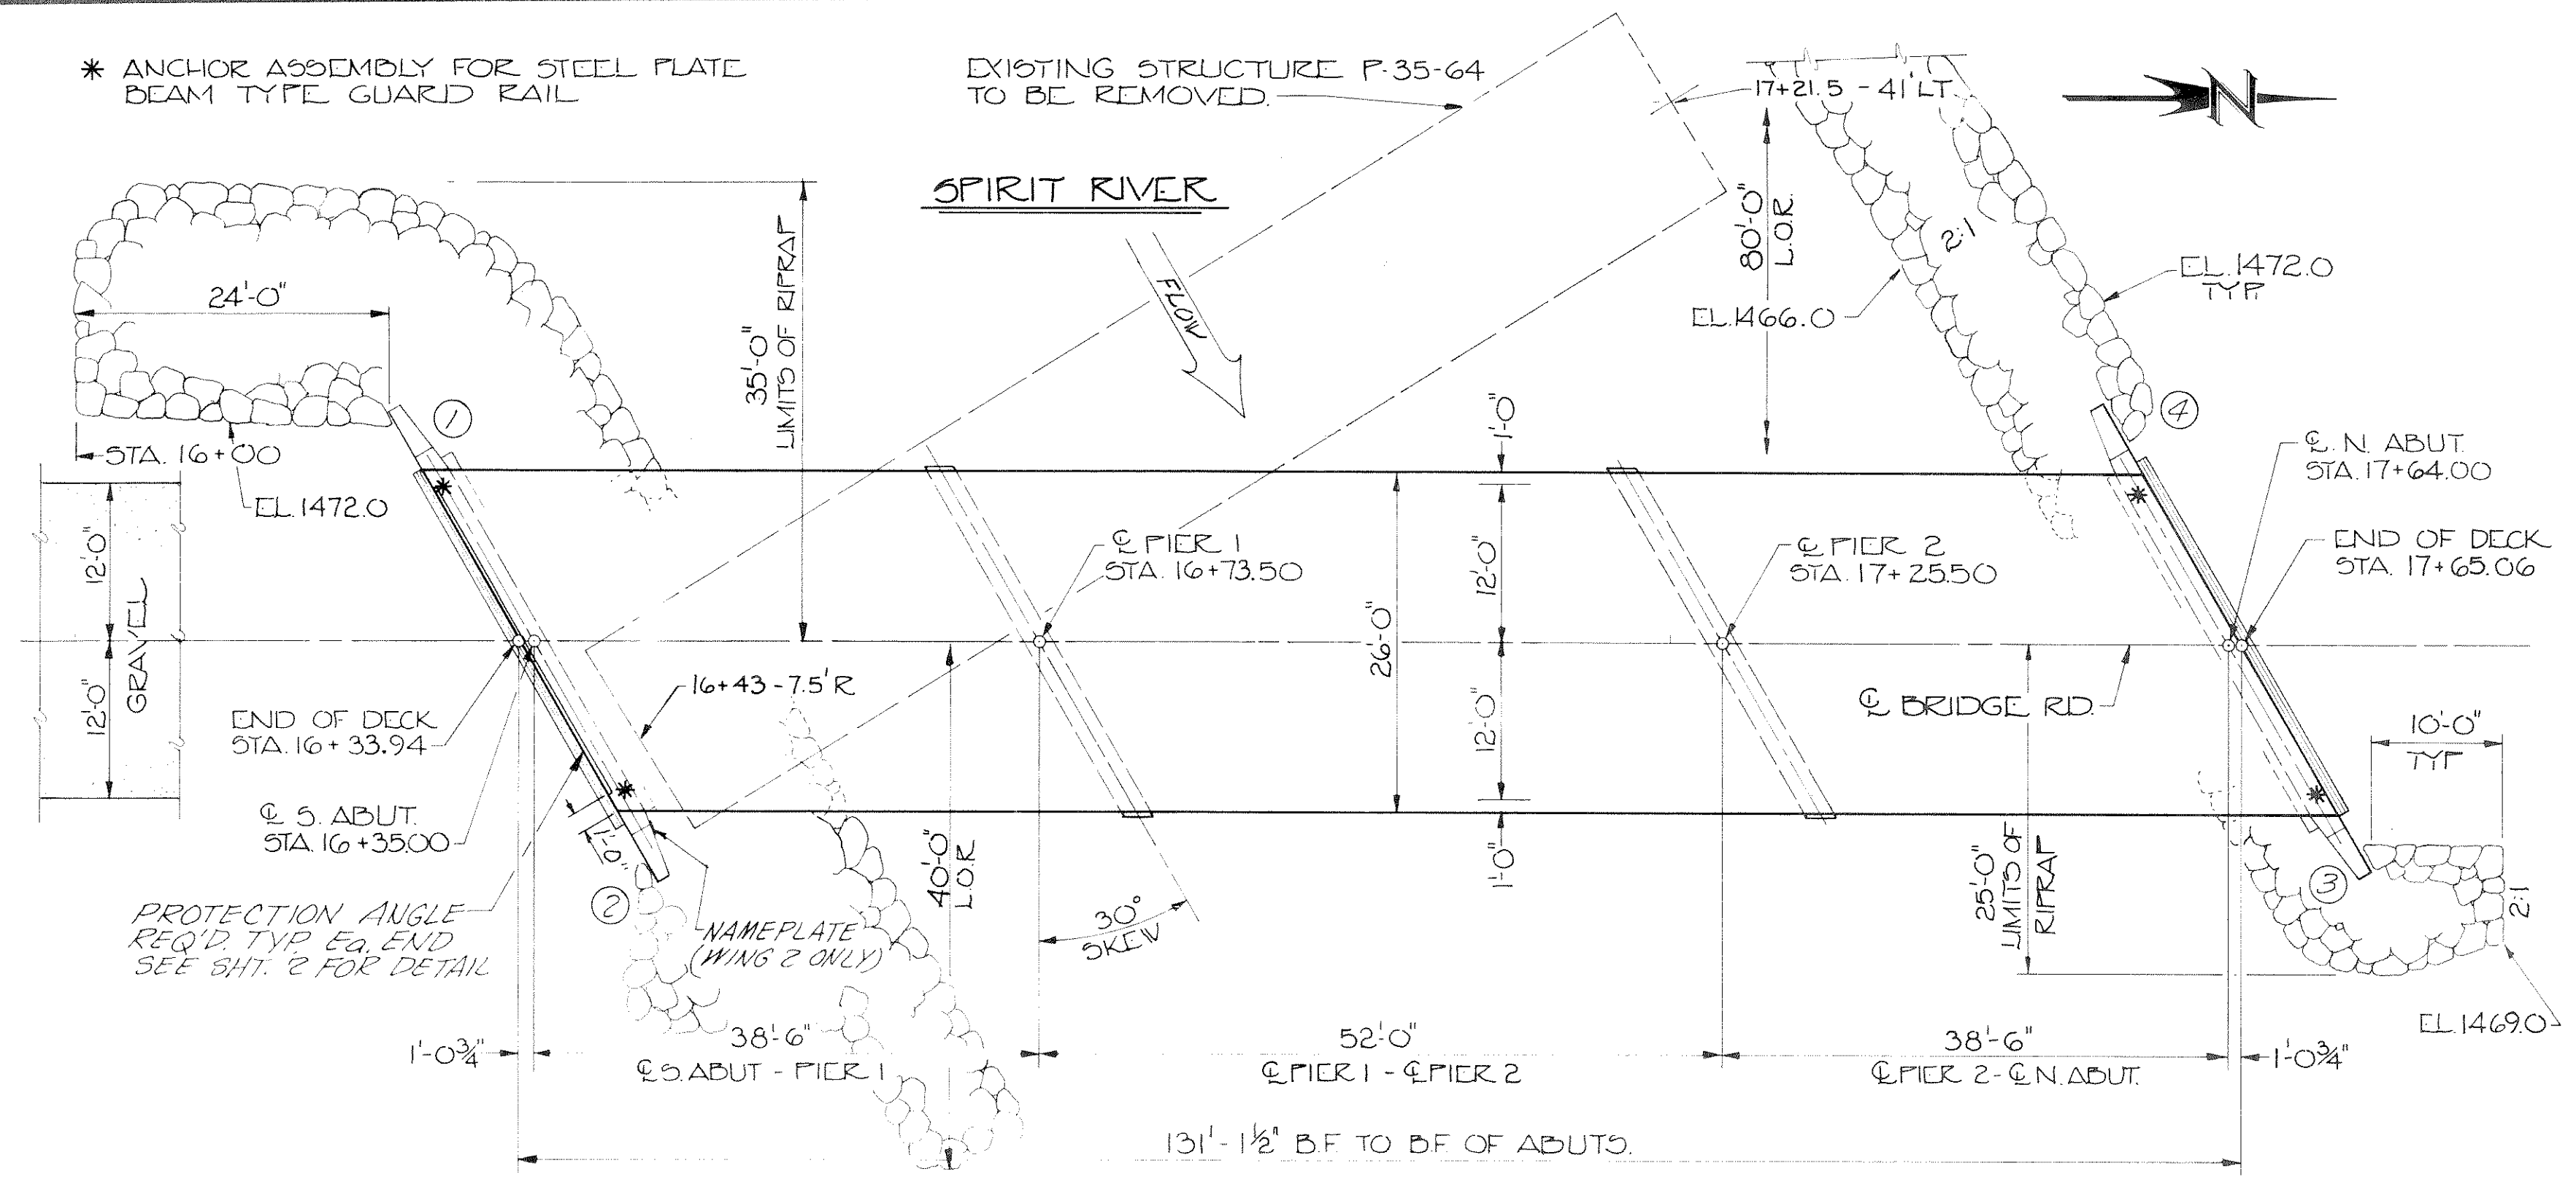 * ANCHOR ASSEMBLY FOR STEEL PLATE
BEAM TYPE GUARD RAIL
EXISTING STRUCTURE P-35-64
TO BE REMOVED.
17+21.5 - 41' LT.
N
SPIRIT RIVER
FLOW
35'-0"
LIMITS OF RIPRAP
80'-0"
L.O.R.
2:1
EL.1472.0
TYP.
EL.1466.0
24'-0"
1
STA. 16+00
EL.1472.0
4
℄ N. ABUT.
STA. 17+64.00
END OF DECK
STA. 17+65.06
12'-0"
12'-0"
GRAVEL
℄ PIER 1
STA. 16+73.50
1'-0"
12'-0"
26'-0"
12'-0"
1'-0"
℄ PIER 2
STA. 17+25.50
16+43-7.5' R
℄ BRIDGE RD.
END OF DECK
STA. 16+33.94
℄ S. ABUT.
STA. 16+35.00
1'-0"
2
10'-0"
TYP
PROTECTION ANGLE
REQ'D. TYP. Ea. END
SEE SHT. 2 FOR DETAIL
NAMEPLATE
(WING 2 ONLY)
40'-0"
L.O.R.
30°
SKEW
25'-0"
LIMITS OF
RIPRAP
3
2:1
EL.1469.0
1'-0¾"
38'-6"
℄ S. ABUT - PIER 1
52'-0"
℄ PIER 1 - ℄ PIER 2
38'-6"
℄ PIER 2 - ℄ N. ABUT.
1'-0¾"
131'-1½" B.F. TO B.F. OF ABUTS.